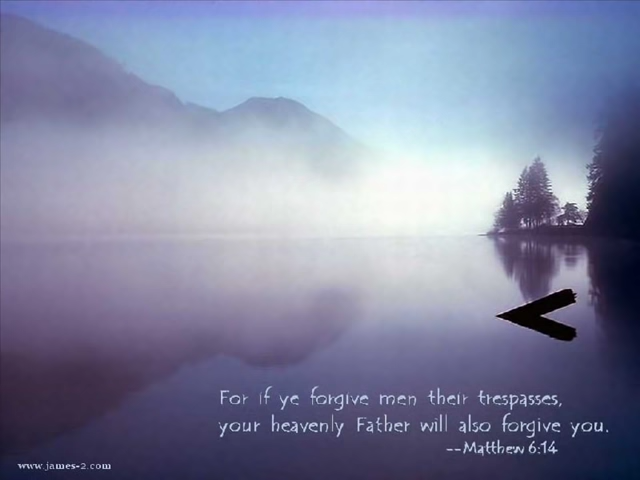 For if ye forgive men their trespasses,
your heavenly Father will also forgive you.
--Matthew 6:14
www.james-2.com